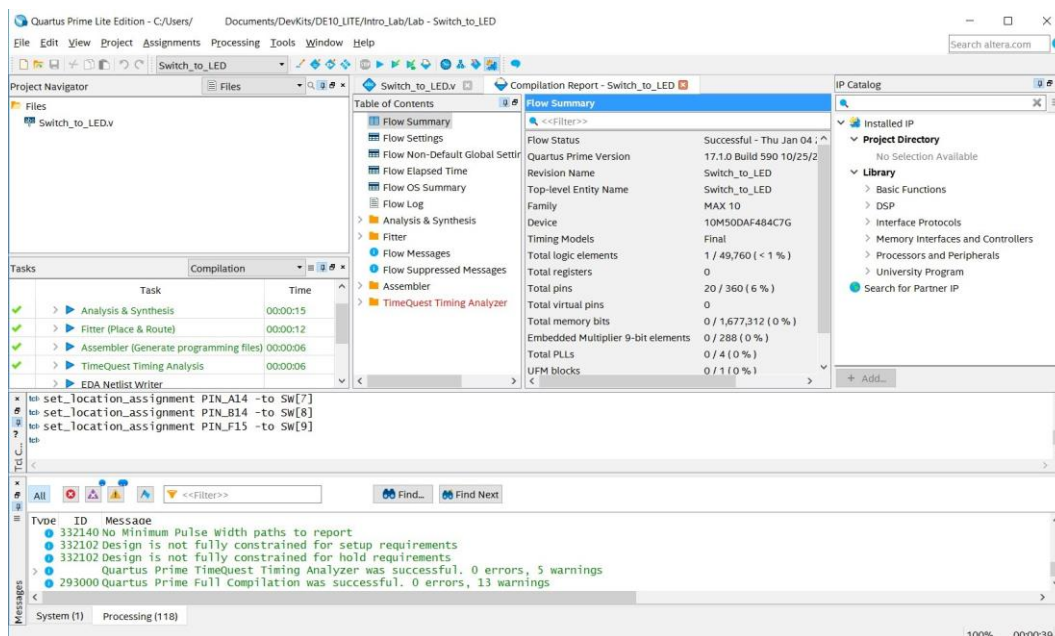 Quartus Prime Lite Edition - C:/Users/ Documents/DevKits/DE10_LITE/Intro_Lab/Lab - Switch_to_LED
File Edit View Project Assignments Processing Tools Window Help
Search altera.com
Switch_to_LED
Project Navigator
Files
Files
Switch_to_LED.v
Switch_to_LED.v
Compilation Report - Switch_to_LED
Table of Contents
Flow Summary
Flow Settings
Flow Non-Default Global Settin
Flow Elapsed Time
Flow OS Summary
Flow Log
Analysis & Synthesis
Fitter
Flow Messages
Flow Suppressed Messages
Assembler
TimeQuest Timing Analyzer
Flow Summary
<<Filter>>
Flow Status Successful - Thu Jan 04
Quartus Prime Version 17.1.0 Build 590 10/25/2
Revision Name Switch_to_LED
Top-level Entity Name Switch_to_LED
Family MAX 10
Device 10M50DAF484C7G
Timing Models Final
Total logic elements 1 / 49,760 ( < 1 % )
Total registers 0
Total pins 20 / 360 ( 6 % )
Total virtual pins 0
Total memory bits 0 / 1,677,312 ( 0 % )
Embedded Multiplier 9-bit elements 0 / 288 ( 0 % )
Total PLLs 0 / 4 ( 0 % )
UFM blocks 0 / 1 ( 0 % )
IP Catalog
Installed IP
Project Directory
No Selection Available
Library
Basic Functions
DSP
Interface Protocols
Memory Interfaces and Controllers
Processors and Peripherals
University Program
Search for Partner IP
+ Add...
Tasks Compilation
Task Time
Analysis & Synthesis 00:00:15
Fitter (Place & Route) 00:00:12
Assembler (Generate programming files) 00:00:06
TimeQuest Timing Analysis 00:00:06
EDA Netlist Writer
Tcl C...
tcl> set_location_assignment PIN_A14 -to SW[7]
tcl> set_location_assignment PIN_B14 -to SW[8]
tcl> set_location_assignment PIN_F15 -to SW[9]
tcl>
All <<Filter>> Find... Find Next
Type ID Message
332140 No Minimum Pulse Width paths to report
332102 Design is not fully constrained for setup requirements
332102 Design is not fully constrained for hold requirements
Quartus Prime TimeQuest Timing Analyzer was successful. 0 errors, 5 warnings
293000 Quartus Prime Full Compilation was successful. 0 errors, 13 warnings
Messages
System (1) Processing (118)
100% 00:00:39